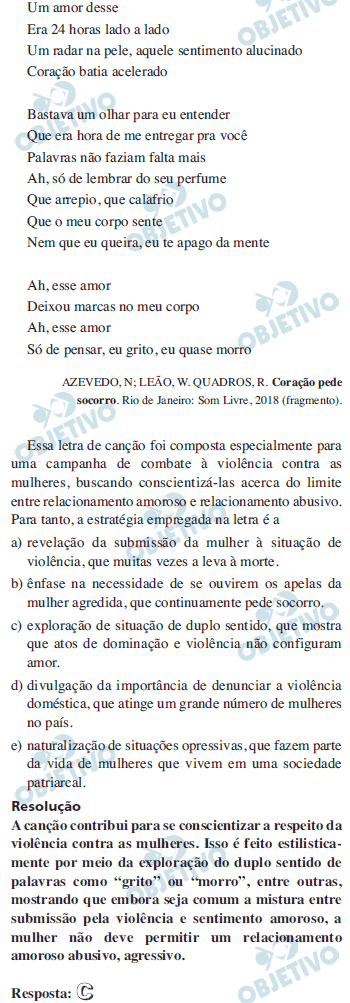 Um amor desse
Era 24 horas lado a lado
Um radar na pele, aquele sentimento alucinado
Coração batia acelerado
Bastava um olhar para eu entender
Que era hora de me entregar pra você
Palavras não faziam falta mais
Ah, só de lembrar do seu perfume
Que arrepio, que calafrio
Que o meu corpo sente
Nem que eu queira, eu te apago da mente
Ah, esse amor
Deixou marcas no meu corpo
Ah, esse amor
Só de pensar, eu grito, eu quase morro
AZEVEDO, N; LEÃO, W. QUADROS, R. Coração pede
socorro. Rio de Janeiro: Som Livre, 2018 (fragmento).
Essa letra de canção foi composta especialmente para
uma campanha de combate à violência contra as
mulheres, buscando conscientizá-las acerca do limite
entre relacionamento amoroso e relacionamento abusivo.
Para tanto, a estratégia empregada na letra é a
a) revelação da submissão da mulher à situação de
violência, que muitas vezes a leva à morte.
b) ênfase na necessidade de se ouvirem os apelas da
mulher agredida, que continuamente pede socorro.
c) exploração de situação de duplo sentido, que mostra
que atos de dominação e violência não configuram
amor.
d) divulgação da importância de denunciar a violência
doméstica, que atinge um grande número de mulheres
no país.
e) naturalização de situações opressivas, que fazem parte
da vida de mulheres que vivem em uma sociedade
patriarcal.
Resolução
A canção contribui para se conscientizar a respeito da
violência contra as mulheres. Isso é feito estilistica-
mente por meio da exploração do duplo sentido de
palavras como “grito” ou “morro”, entre outras,
mostrando que embora seja comum a mistura entre
submissão pela violência e sentimento amoroso, a
mulher não deve permitir um relacionamento
amoroso abusivo, agressivo.
Resposta: C
OBJETIVO
OBJETIVO
OBJETIVO
OBJETIVO
OBJETIVO
OBJETIVO
OBJETIVO
OBJETIVO
OBJETIVO
OBJETIVO
OBJETIVO